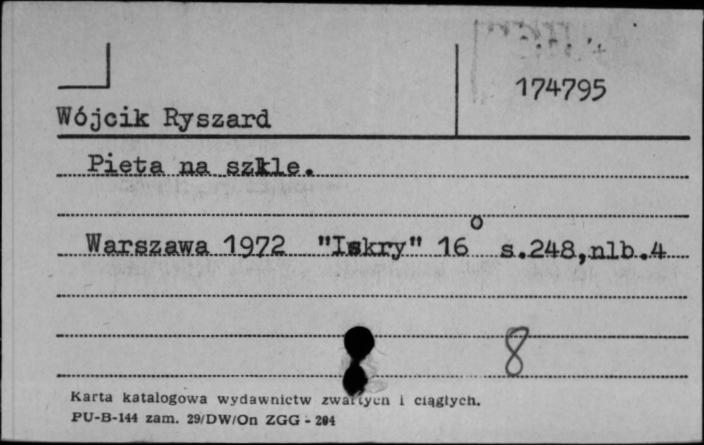 174795
Wójcik Ryszard
Pieta na szkle.
Warszawa 1972 "Iskry" 16° s.248,nlb.4
8
Karta katalogowa wydawnictw zwartych i ciągłych.
PU-B-144 zam. 29/DW/On ZGG - 204